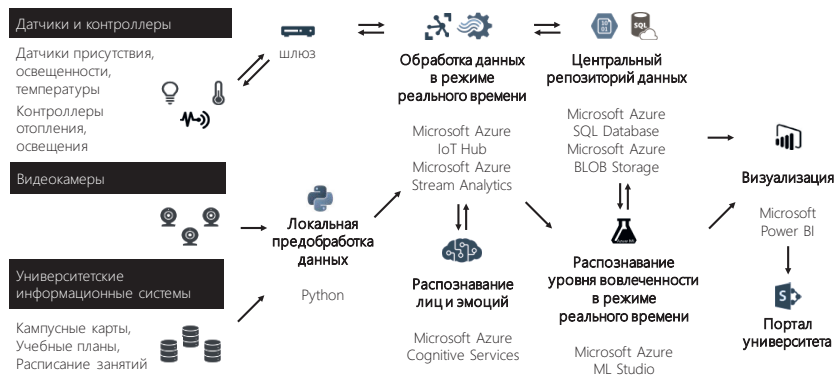 Датчики и контроллеры
Датчики присутствия,
освещенности,
температуры
Контроллеры
отопления,
освещения
шлюз
Обработка данных
в режиме
реального времени
Microsoft Azure
IoT Hub
Microsoft Azure
Stream Analytics
Центральный
репозиторий данных
Microsoft Azure
SQL Database
Microsoft Azure
BLOB Storage
Видеокамеры
Локальная
предобработка
данных
Python
Визуализация
Microsoft
Power BI
Университетские
информационные системы
Кампусные карты,
Учебные планы,
Расписание занятий
Распознавание
лиц и эмоций
Microsoft Azure
Cognitive Services
Распознавание
уровня вовлеченности
в режиме
реального времени
Microsoft Azure
ML Studio
Портал
университета
SQL
10
01
S